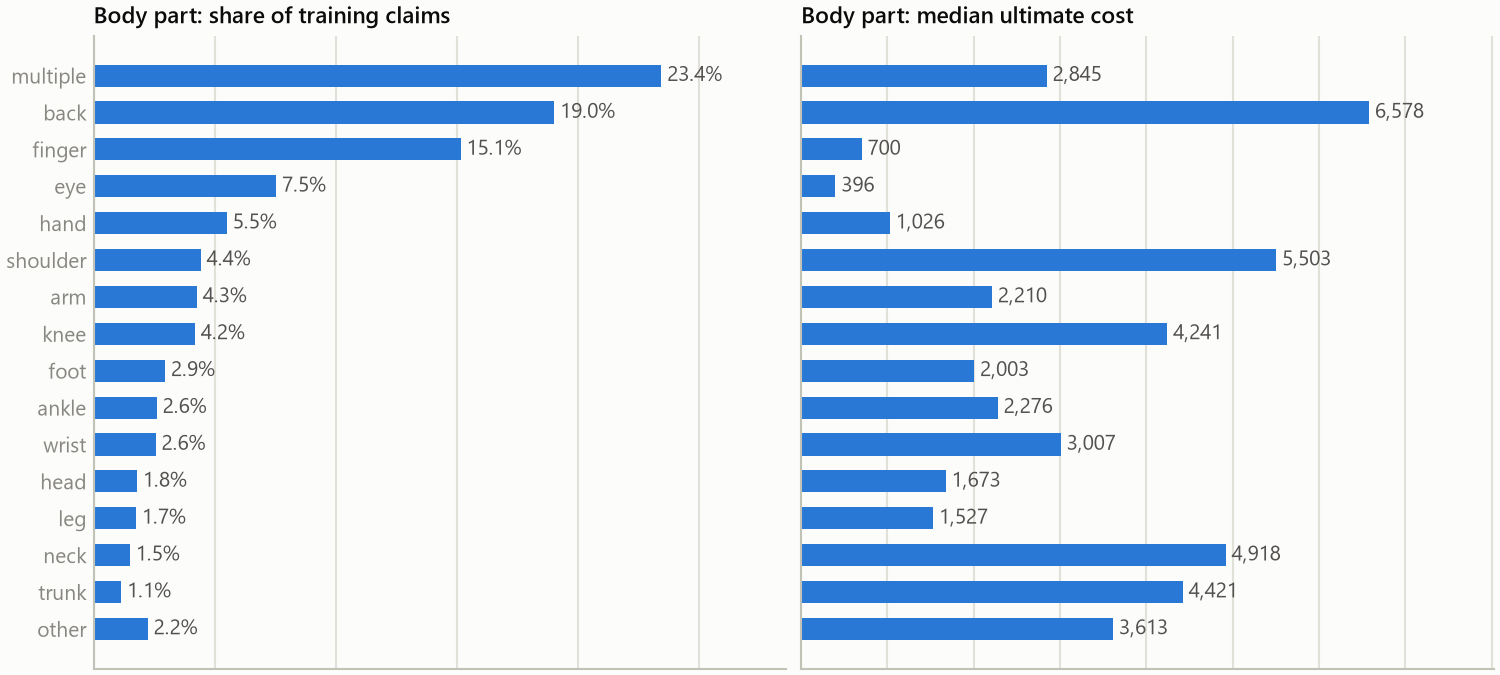 Body part: share of training claims
multiple 23.4%
back 19.0%
finger 15.1%
eye 7.5%
hand 5.5%
shoulder 4.4%
arm 4.3%
knee 4.2%
foot 2.9%
ankle 2.6%
wrist 2.6%
head 1.8%
leg 1.7%
neck 1.5%
trunk 1.1%
other 2.2%
Body part: median ultimate cost
2,845
6,578
700
396
1,026
5,503
2,210
4,241
2,003
2,276
3,007
1,673
1,527
4,918
4,421
3,613